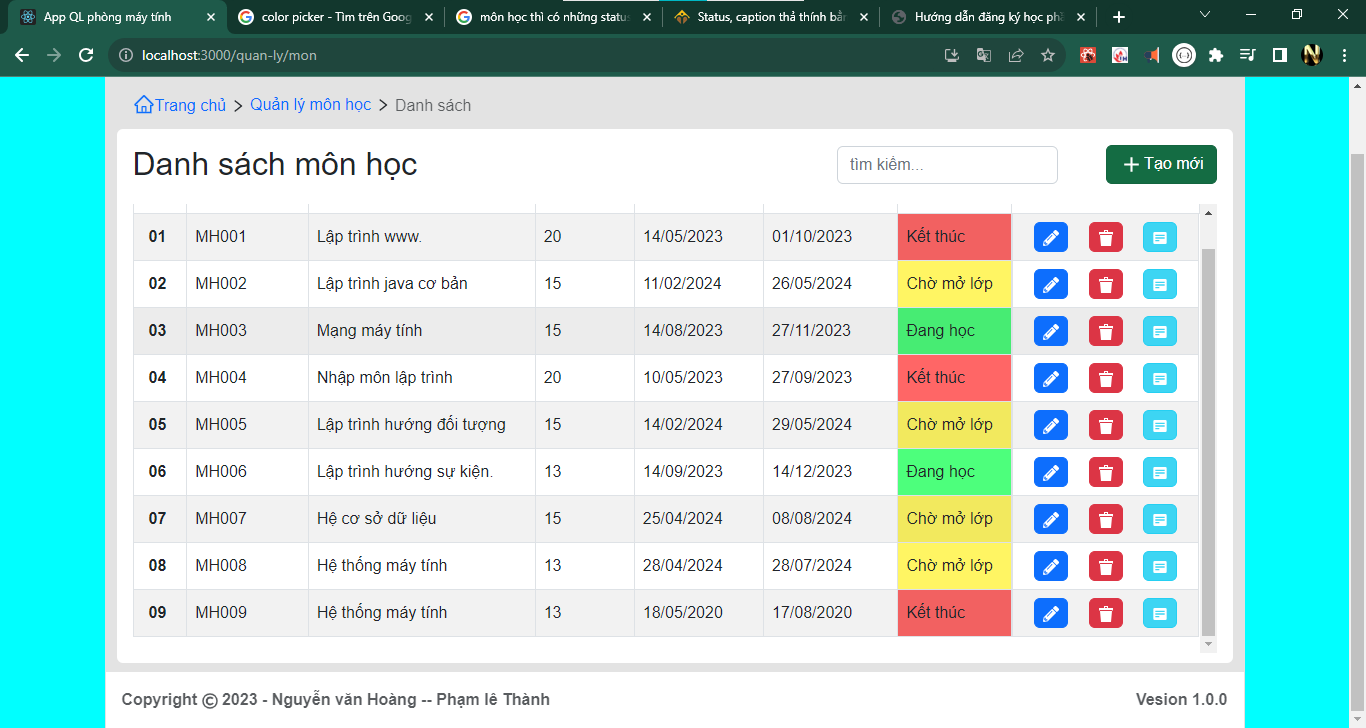 App QL phòng máy tính
color picker - Tìm trên Goog
môn học thì có những statu
Status, caption thả thính bằn
Hướng dẫn đăng ký học ph
localhost:3000/quan-ly/mon
Trang chủ > Quản lý môn học > Danh sách
Danh sách môn học
tìm kiếm...
+ Tạo mới
01 MH001 Lập trình www. 20 14/05/2023 01/10/2023 Kết thúc
02 MH002 Lập trình java cơ bản 15 11/02/2024 26/05/2024 Chờ mở lớp
03 MH003 Mạng máy tính 15 14/08/2023 27/11/2023 Đang học
04 MH004 Nhập môn lập trình 20 10/05/2023 27/09/2023 Kết thúc
05 MH005 Lập trình hướng đối tượng 15 14/02/2024 29/05/2024 Chờ mở lớp
06 MH006 Lập trình hướng sự kiện. 13 14/09/2023 14/12/2023 Đang học
07 MH007 Hệ cơ sở dữ liệu 15 25/04/2024 08/08/2024 Chờ mở lớp
08 MH008 Hệ thống máy tính 13 28/04/2024 28/07/2024 Chờ mở lớp
09 MH009 Hệ thống máy tính 13 18/05/2020 17/08/2020 Kết thúc
Copyright © 2023 - Nguyễn văn Hoàng -- Phạm lê Thành
Vesion 1.0.0